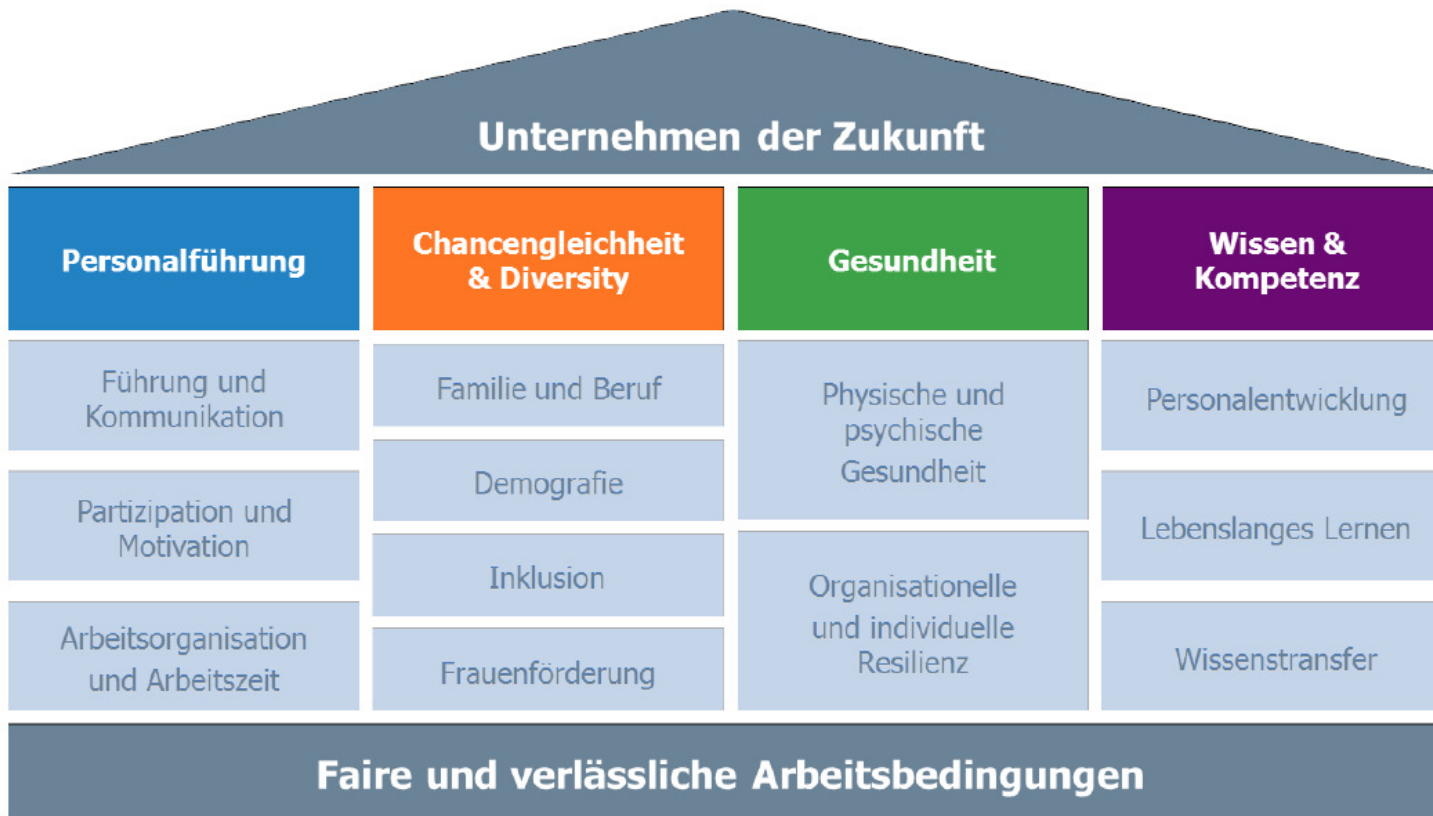 Unternehmen der Zukunft
Personalführung
Führung und
Kommunikation
Partizipation und
Motivation
Arbeitsorganisation
und Arbeitszeit
Chancengleichheit
& Diversity
Familie und Beruf
Demografie
Inklusion
Frauenförderung
Gesundheit
Physische und
psychische
Gesundheit
Organisationelle
und individuelle
Resilienz
Wissen &
Kompetenz
Personalentwicklung
Lebenslanges Lernen
Wissenstransfer
Faire und verlässliche Arbeitsbedingungen